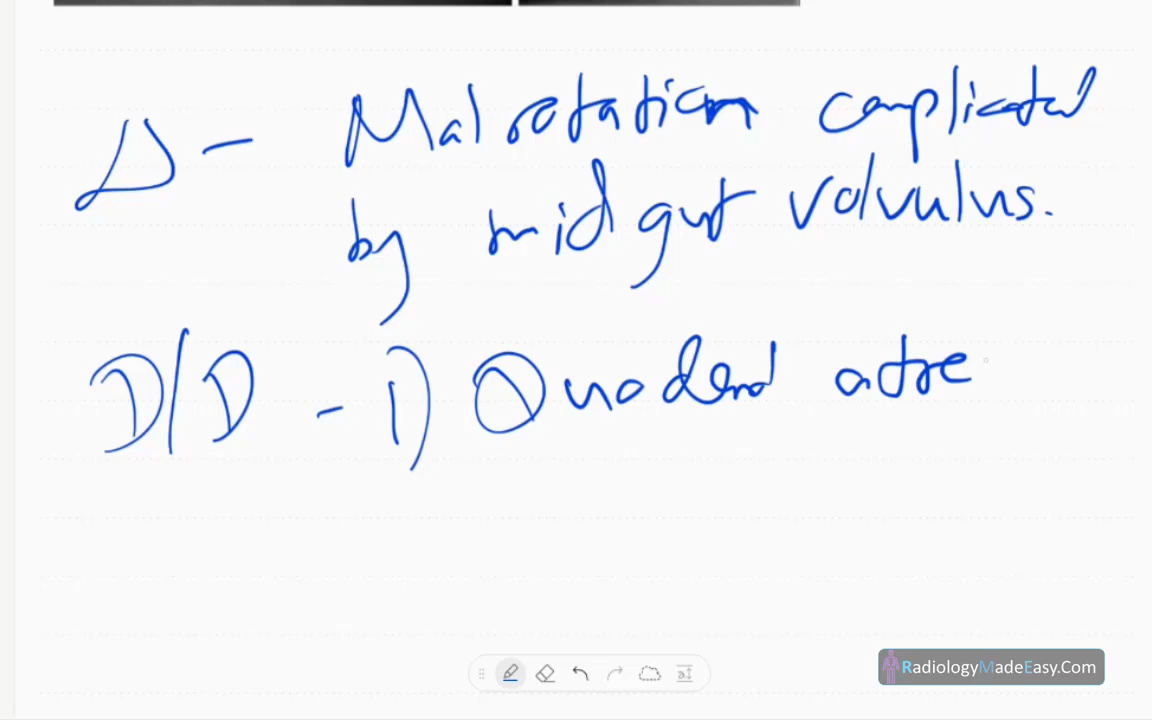 Δ - Malrotation complicated
by midgut volvulus.
D/D - 1) Duodenal atre
RadiologyMadeEasy.Com